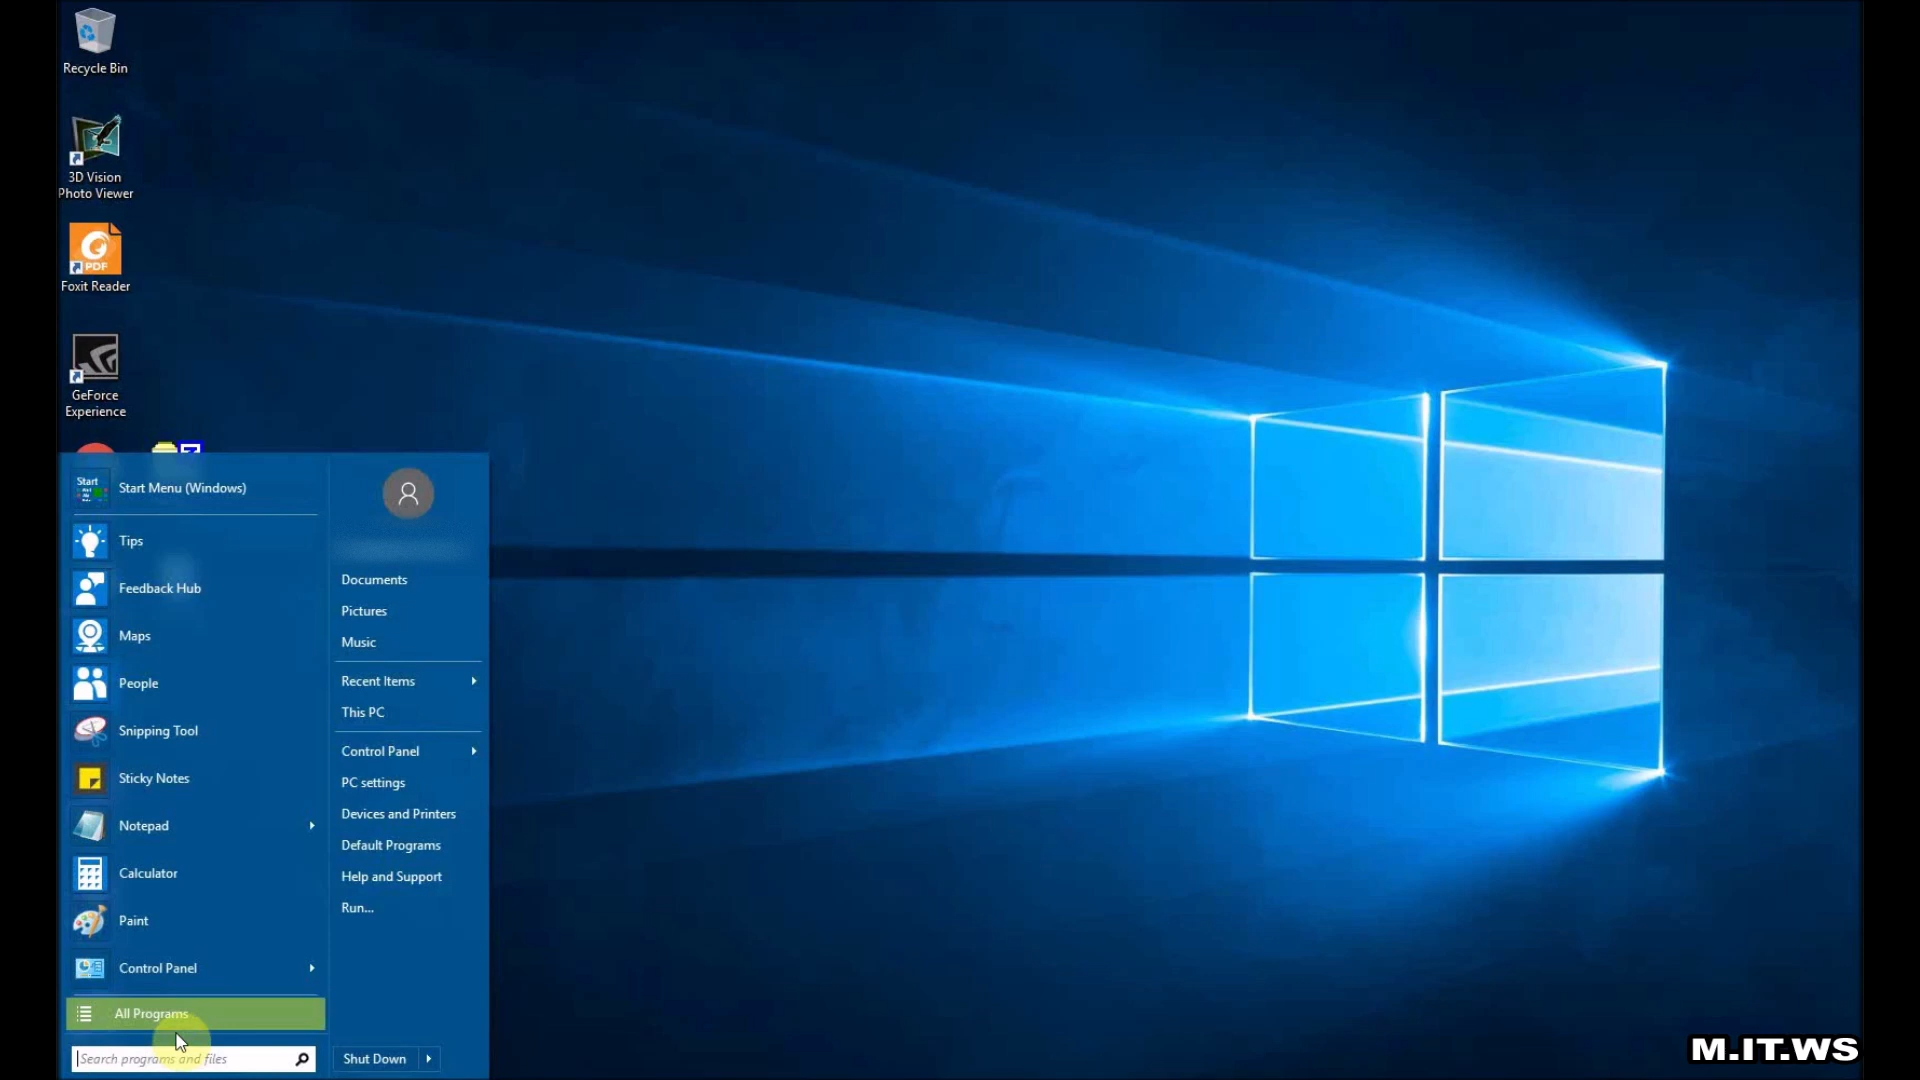 Recycle Bin
3D Vision
Photo Viewer
PDF
Foxit Reader
GeForce
Experience
Start
Start Menu (Windows)
Tips
Feedback Hub
Maps
People
Snipping Tool
Sticky Notes
Notepad
Calculator
Paint
Control Panel
All Programs
Search programs and files
Documents
Pictures
Music
Recent Items
This PC
Control Panel
PC settings
Devices and Printers
Default Programs
Help and Support
Run...
Shut Down
M.IT.WS